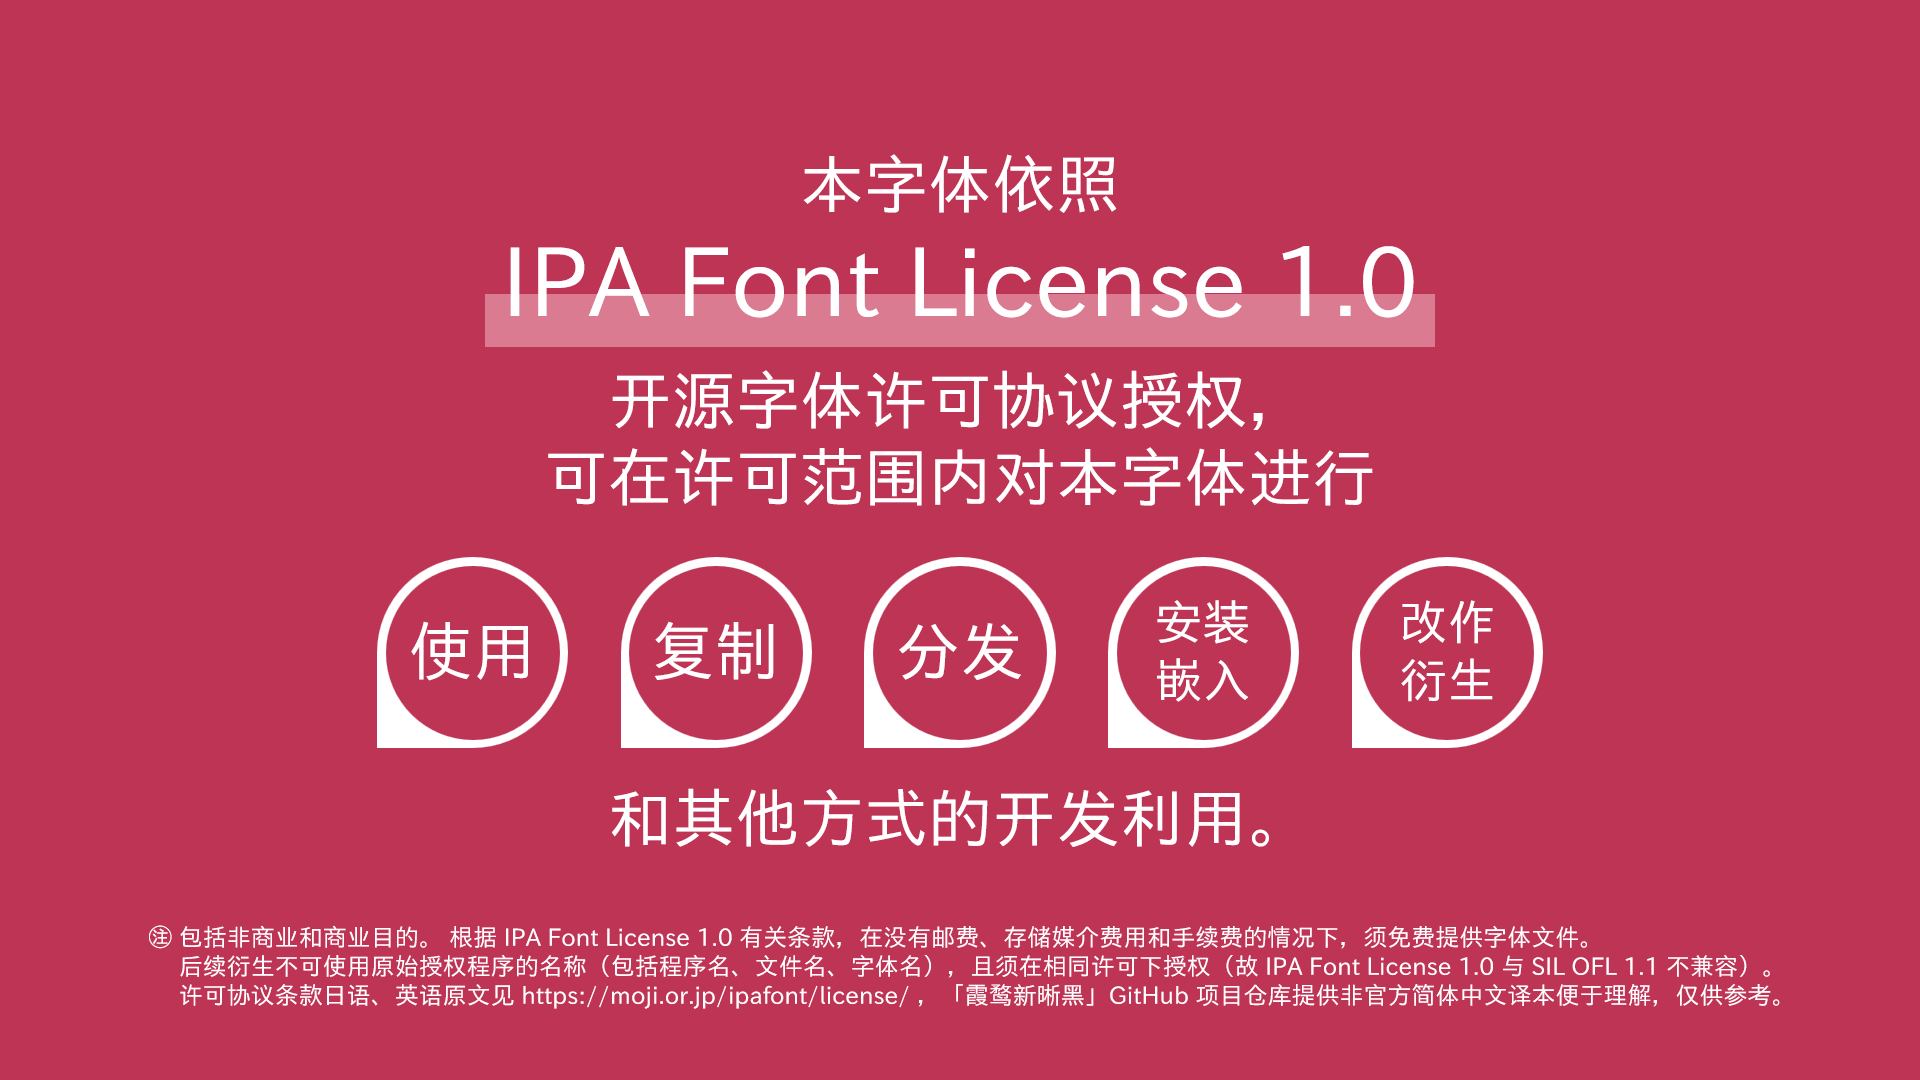 本字体依照
IPA Font License 1.0
开源字体许可协议授权，
可在许可范围内对本字体进行
使用
复制
分发
安装
嵌入
改作
衍生
和其他方式的开发利用。
㊟ 包括非商业和商业目的。 根据 IPA Font License 1.0 有关条款，在没有邮费、存储媒介费用和手续费的情况下，须免费提供字体文件。
后续衍生不可使用原始授权程序的名称（包括程序名、文件名、字体名），且须在相同许可下授权（故 IPA Font License 1.0 与 SIL OFL 1.1 不兼容）。
许可协议条款日语、英语原文见 https://moji.or.jp/ipafont/license/ ，「霞鹜新晰黑」GitHub 项目仓库提供非官方简体中文译本便于理解，仅供参考。